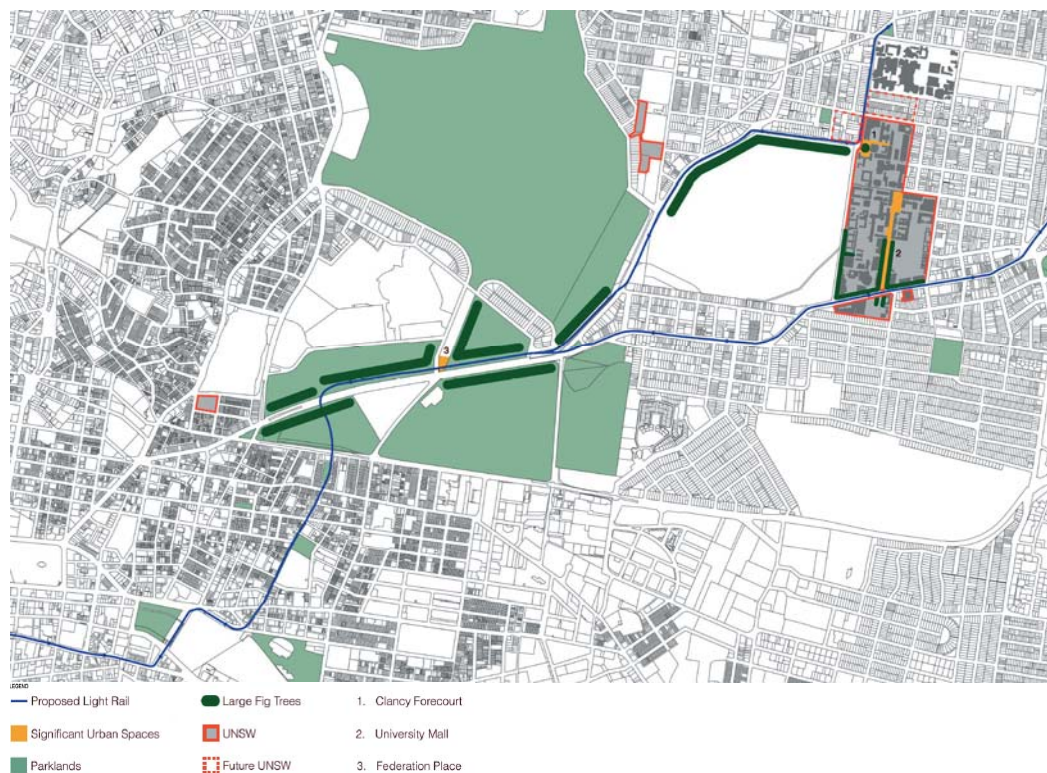 1
2
3
LEGEND
Proposed Light Rail
Large Fig Trees
1. Clancy Forecourt
Significant Urban Spaces
UNSW
2. University Mall
Parklands
Future UNSW
3. Federation Place